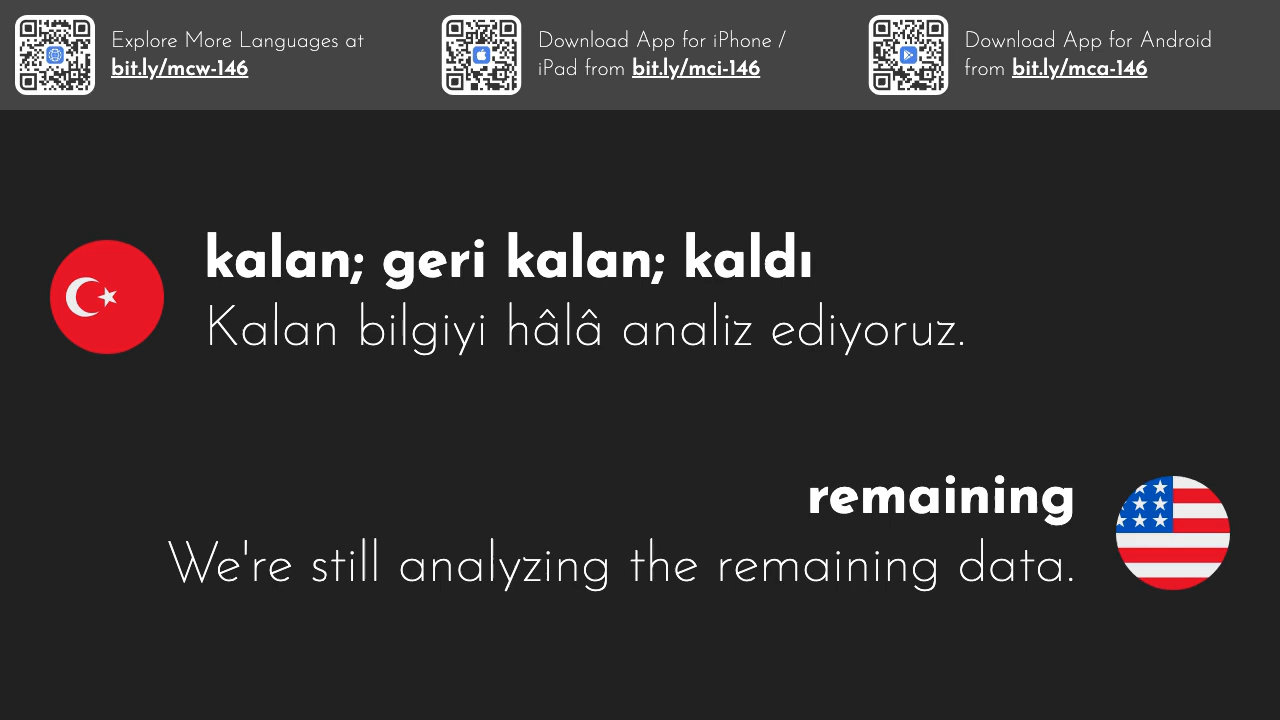 Explore More Languages at
bit.ly/mcw-146
Download App for iPhone /
iPad from bit.ly/mci-146
Download App for Android
from bit.ly/mca-146
kalan; geri kalan; kaldı
Kalan bilgiyi hâlâ analiz ediyoruz.
remaining
We're still analyzing the remaining data.